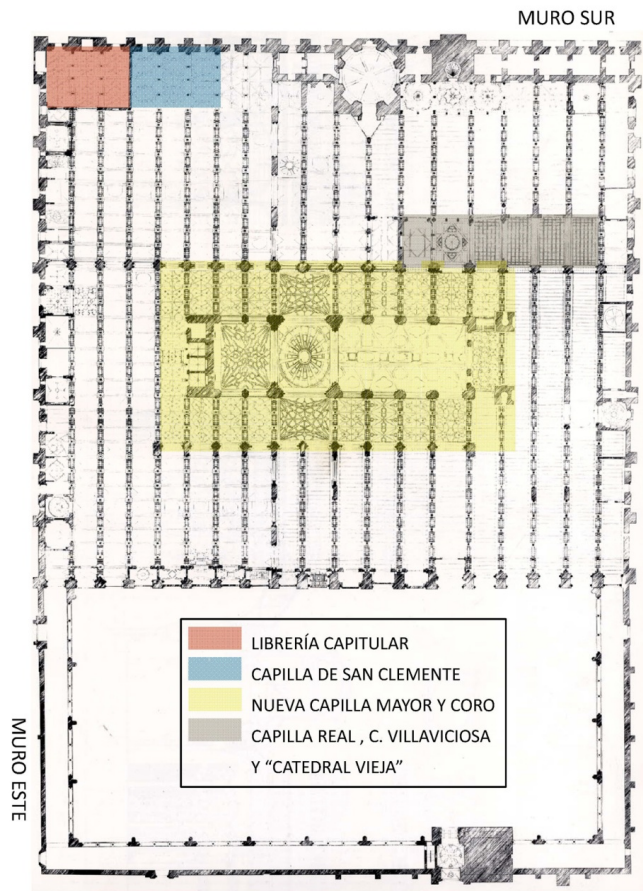 MURO SUR
LIBRERÍA CAPITULAR
CAPILLA DE SAN CLEMENTE
NUEVA CAPILLA MAYOR Y CORO
CAPILLA REAL , C. VILLAVICIOSA
Y “CATEDRAL VIEJA”
MURO ESTE